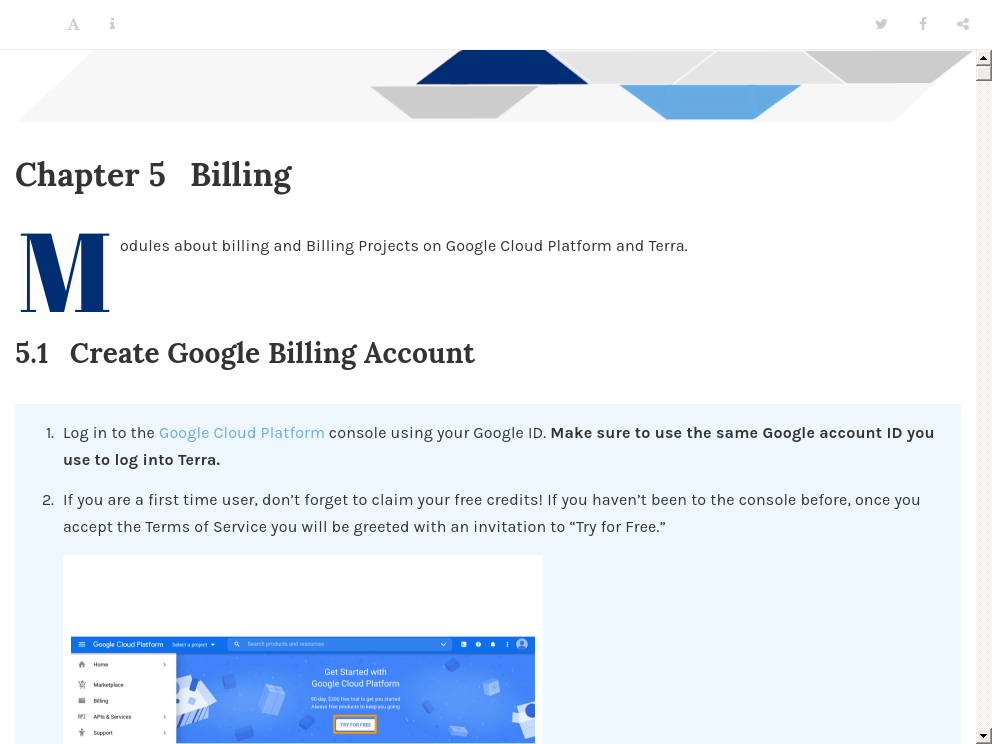 Chapter 5 Billing
Modules about billing and Billing Projects on Google Cloud Platform and Terra.
5.1 Create Google Billing Account
1. Log in to the Google Cloud Platform console using your Google ID. Make sure to use the same Google account ID you
use to log into Terra.
2. If you are a first time user, don’t forget to claim your free credits! If you haven’t been to the console before, once you
accept the Terms of Service you will be greeted with an invitation to “Try for Free.”
Google Cloud Platform Select a project Search products and resources
Home
Marketplace
Billing
APIs & Services
Support
Get Started with
Google Cloud Platform
90-day, $300 free trial to get you started
Always free products to keep you going
TRY FOR FREE